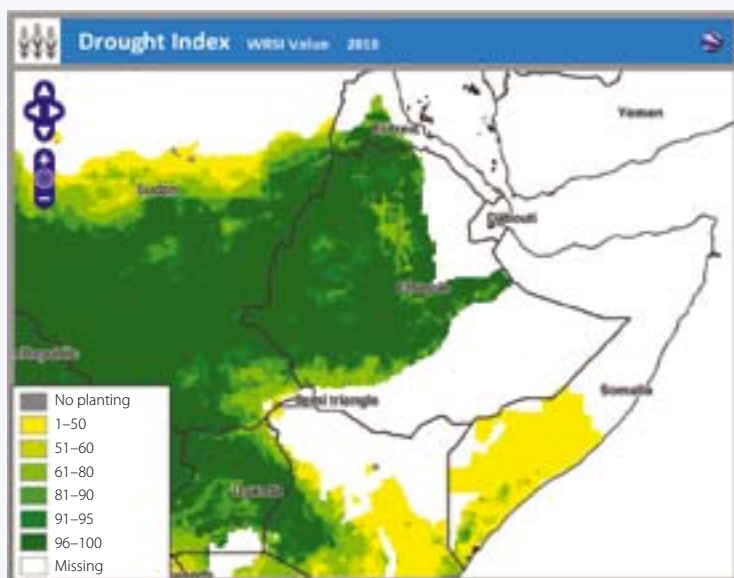 Drought Index WRSI Value 2010
Yemen
Eritrea
Sudan
Djibouti
Ethiopia
Republic
Ilemi triangle
Somalia
Uganda
No planting
1–50
51–60
61–80
81–90
91–95
96–100
Missing